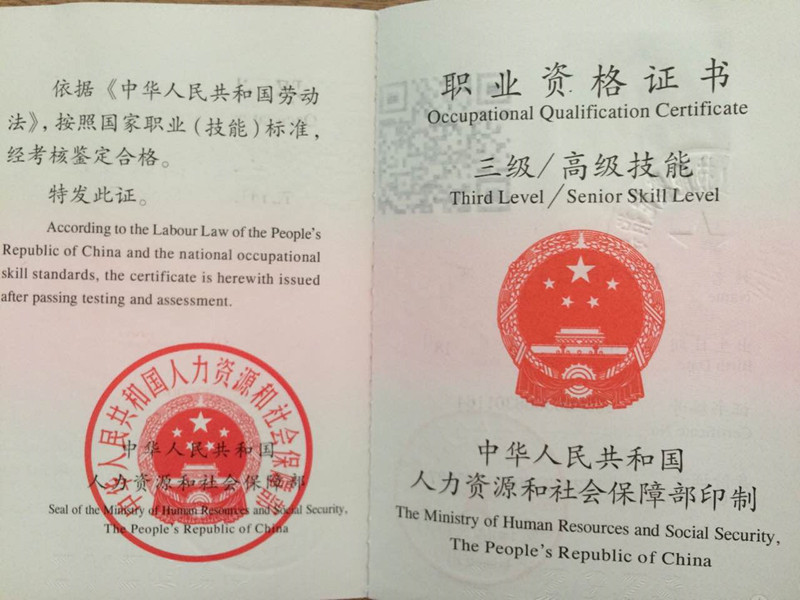 依据《中华人民共和国劳动
法》，按照国家职业（技能）标准，
经考核鉴定合格。
特发此证。
According to the Labour Law of the People's
Republic of China and the national occupational
skill standards, the certificate is herewith issued
after passing testing and assessment.
中华人民共和国人力资源和社会保障部
中华人民共和国
人力资源和社会保障部
Seal of the Ministry of Human Resources and Social Security,
The People's Republic of China
职业资格证书
Occupational Qualification Certificate
三级/高级技能
Third Level/Senior Skill Level
中华人民共和国
人力资源和社会保障部印制
The Ministry of Human Resources and Social Security,
The People's Republic of China